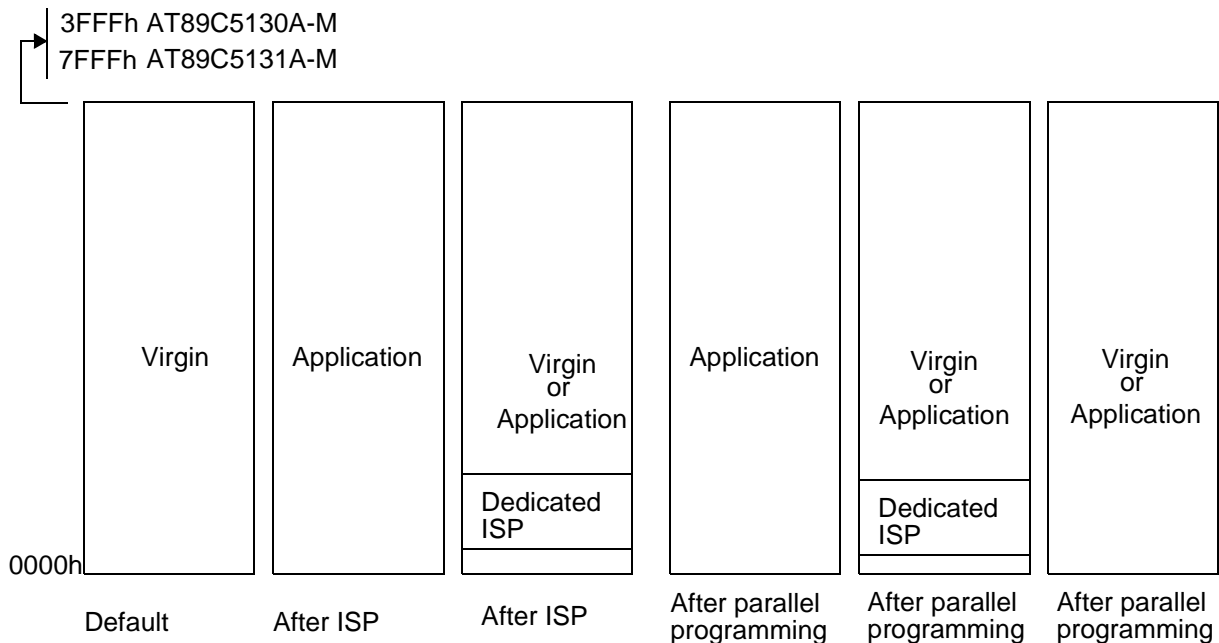 3FFFh AT89C5130A-M
7FFFh AT89C5131A-M
Virgin
Application
Virgin
or
Application
Dedicated
ISP
Application
Virgin
or
Application
Dedicated
ISP
Virgin
or
Application
0000h
Default
After ISP
After ISP
After parallel
programming
After parallel
programming
After parallel
programming